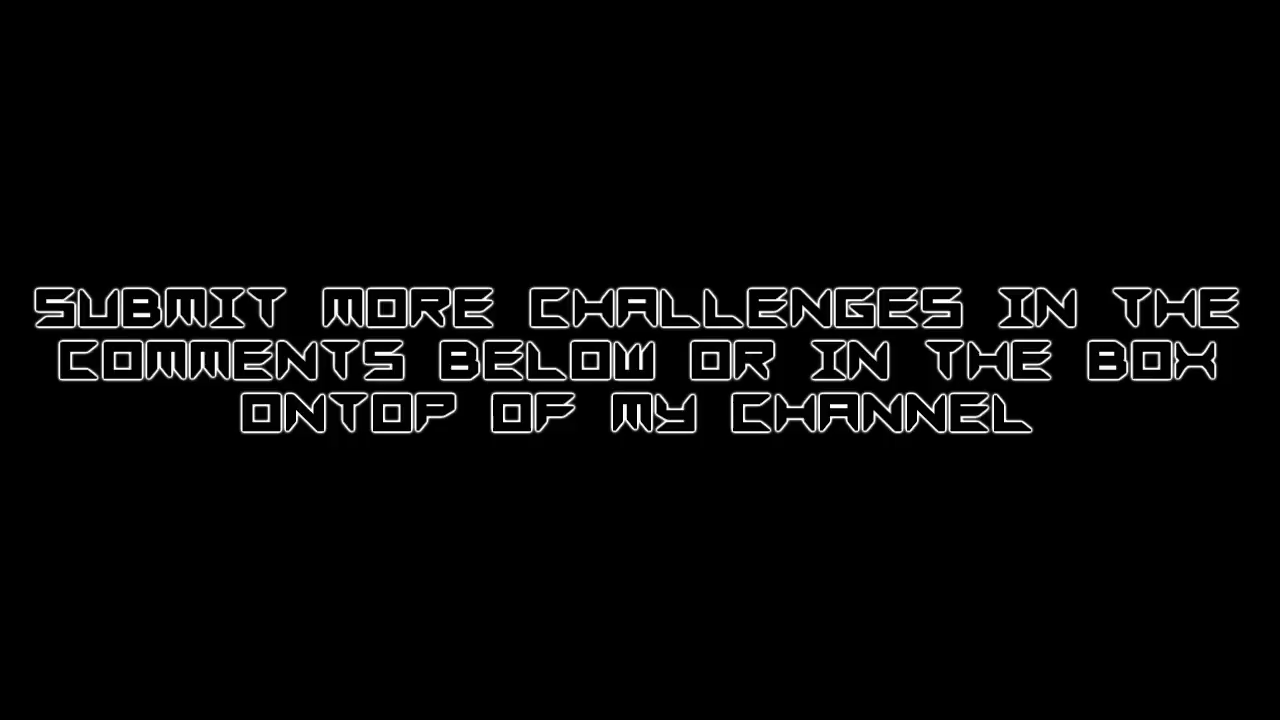 SUBMIT MORE CHALLENGES IN THE
COMMENTS BELOW OR IN THE BOX
ONTOP OF MY CHANNEL